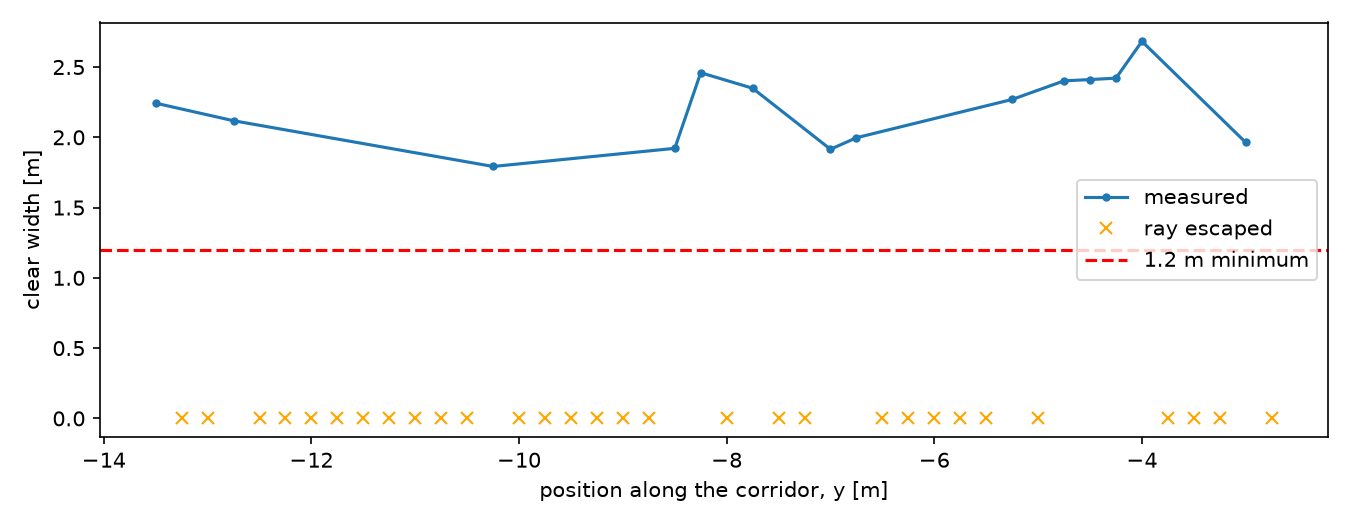 2.5
2.0
1.5
1.0
0.5
0.0
clear width [m]
measured
ray escaped
1.2 m minimum
−14 −12 −10 −8 −6 −4
position along the corridor, y [m]